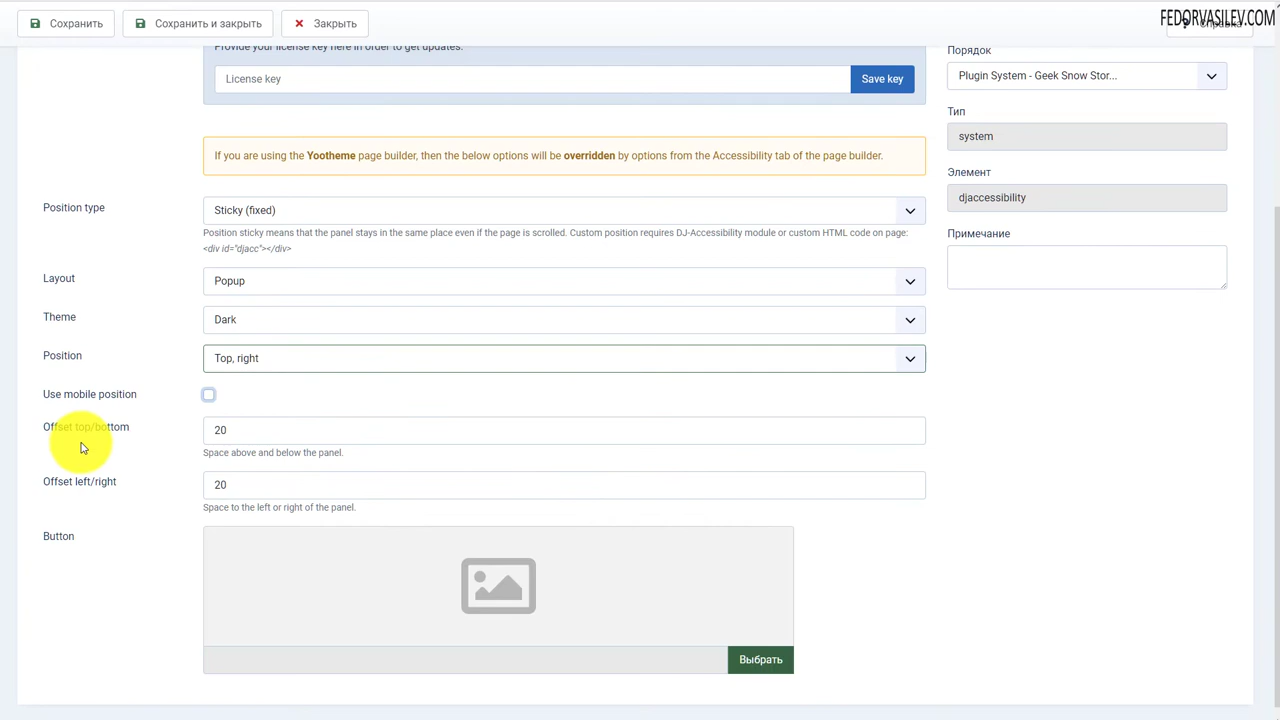 Сохранить
Сохранить и закрыть
Закрыть
FEDORVASILEV.COM
Справка
Provide your license key here in order to get updates.
License key
Save key
If you are using the Yootheme page builder, then the below options will be overridden by options from the Accessibility tab of the page builder.
Position type
Sticky (fixed)
Position sticky means that the panel stays in the same place even if the page is scrolled. Custom position requires DJ-Accessibility module or custom HTML code on page:
<div id="djacc"></div>
Layout
Popup
Theme
Dark
Position
Top, right
Use mobile position
Offset top/bottom
20
Space above and below the panel.
Offset left/right
20
Space to the left or right of the panel.
Button
Выбрать
Порядок
Plugin System - Geek Snow Stor...
Тип
system
Элемент
djaccessibility
Примечание